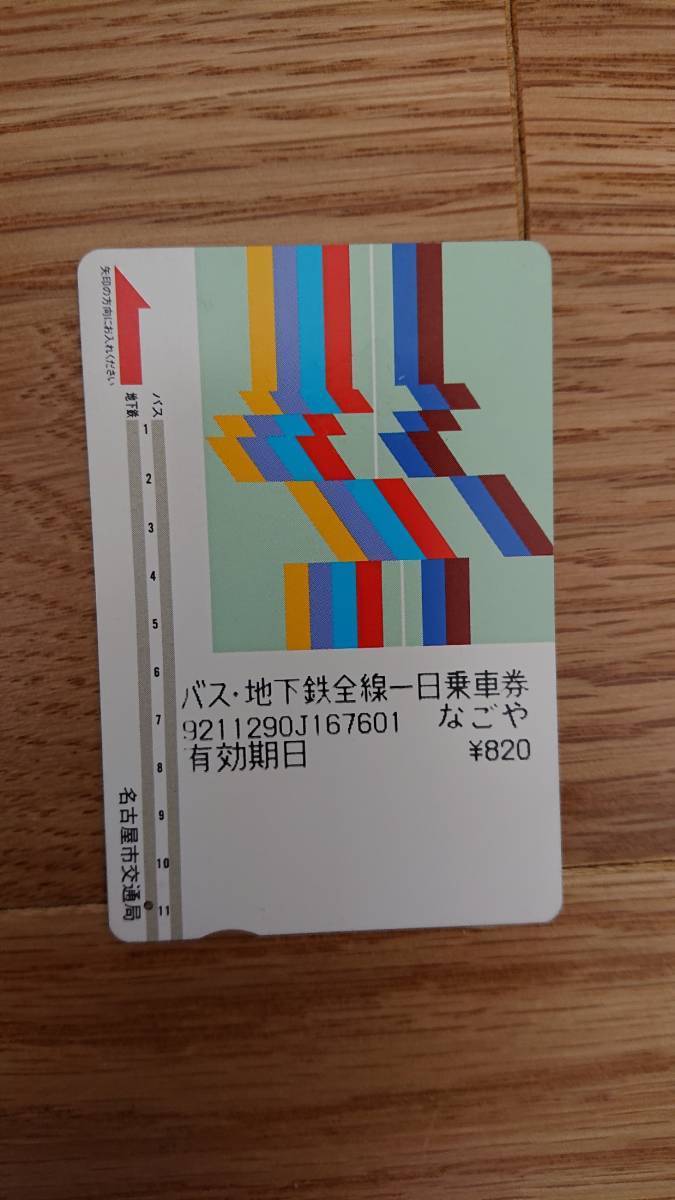 矢印の方向にお入れください
地下鉄
バス
1
2
3
4
5
6
7
8
9
10
11
名古屋市交通局
バス・地下鉄全線一日乗車券
9211290J167601 なごや
有効期日 ¥820